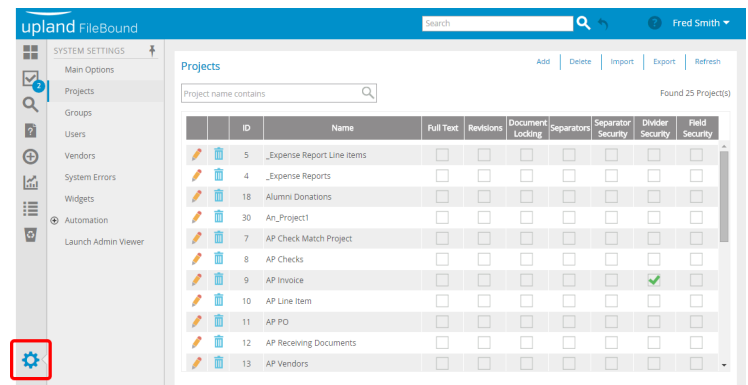 upland FileBound
Search
Fred Smith
SYSTEM SETTINGS
Main Options
Projects
Groups
Users
Vendors
System Errors
Widgets
Automation
Launch Admin Viewer
2
Projects
Add Delete Import Export Refresh
Project name contains
Found 25 Project(s)
ID Name Full Text Revisions Document Locking Separators Separator Security Divider Security Field Security
5 _Expense Report Line items
4 _Expense Reports
18 Alumni Donations
30 An_Project1
7 AP Check Match Project
8 AP Checks
9 AP Invoice
10 AP Line Item
11 AP PO
12 AP Receiving Documents
13 AP Vendors